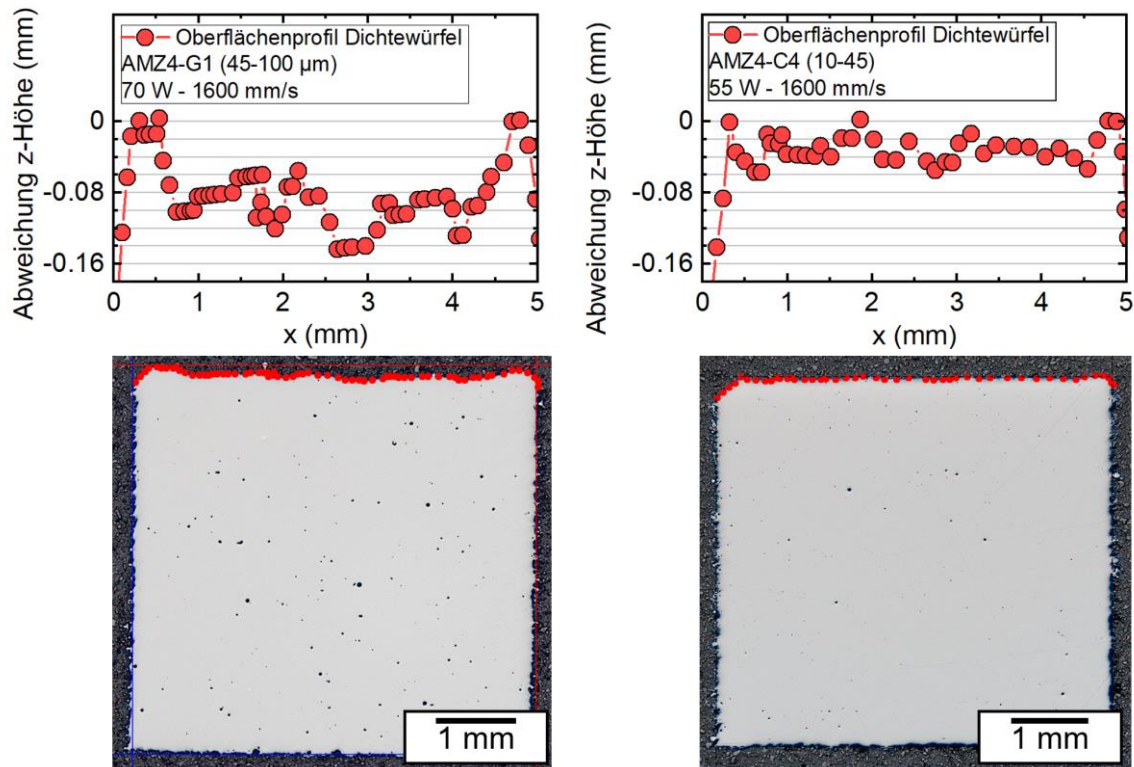 Oberflächenprofil Dichtewürfel
AMZ4-G1 (45-100 µm)
70 W - 1600 mm/s
Abweichung z-Höhe (mm)
0
-0.08
-0.16
0 1 2 3 4 5
x (mm)
Oberflächenprofil Dichtewürfel
AMZ4-C4 (10-45)
55 W - 1600 mm/s
Abweichung z-Höhe (mm)
0
-0.08
-0.16
0 1 2 3 4 5
x (mm)
1 mm
1 mm